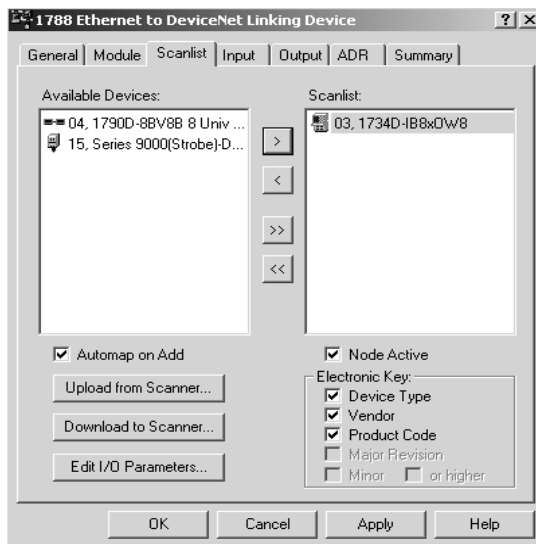 1788 Ethernet to DeviceNet Linking Device
General Module Scanlist Input Output ADR Summary
Available Devices:
04, 1790D-8BV8B 8 Univ ...
15, Series 9000(Strobe)-D...
>
<
>>
<<
Scanlist:
03, 1734D-IB8xOW8
Automap on Add
Upload from Scanner...
Download to Scanner...
Edit I/O Parameters...
Node Active
Electronic Key:
Device Type
Vendor
Product Code
Major Revision
Minor or higher
OK Cancel Apply Help